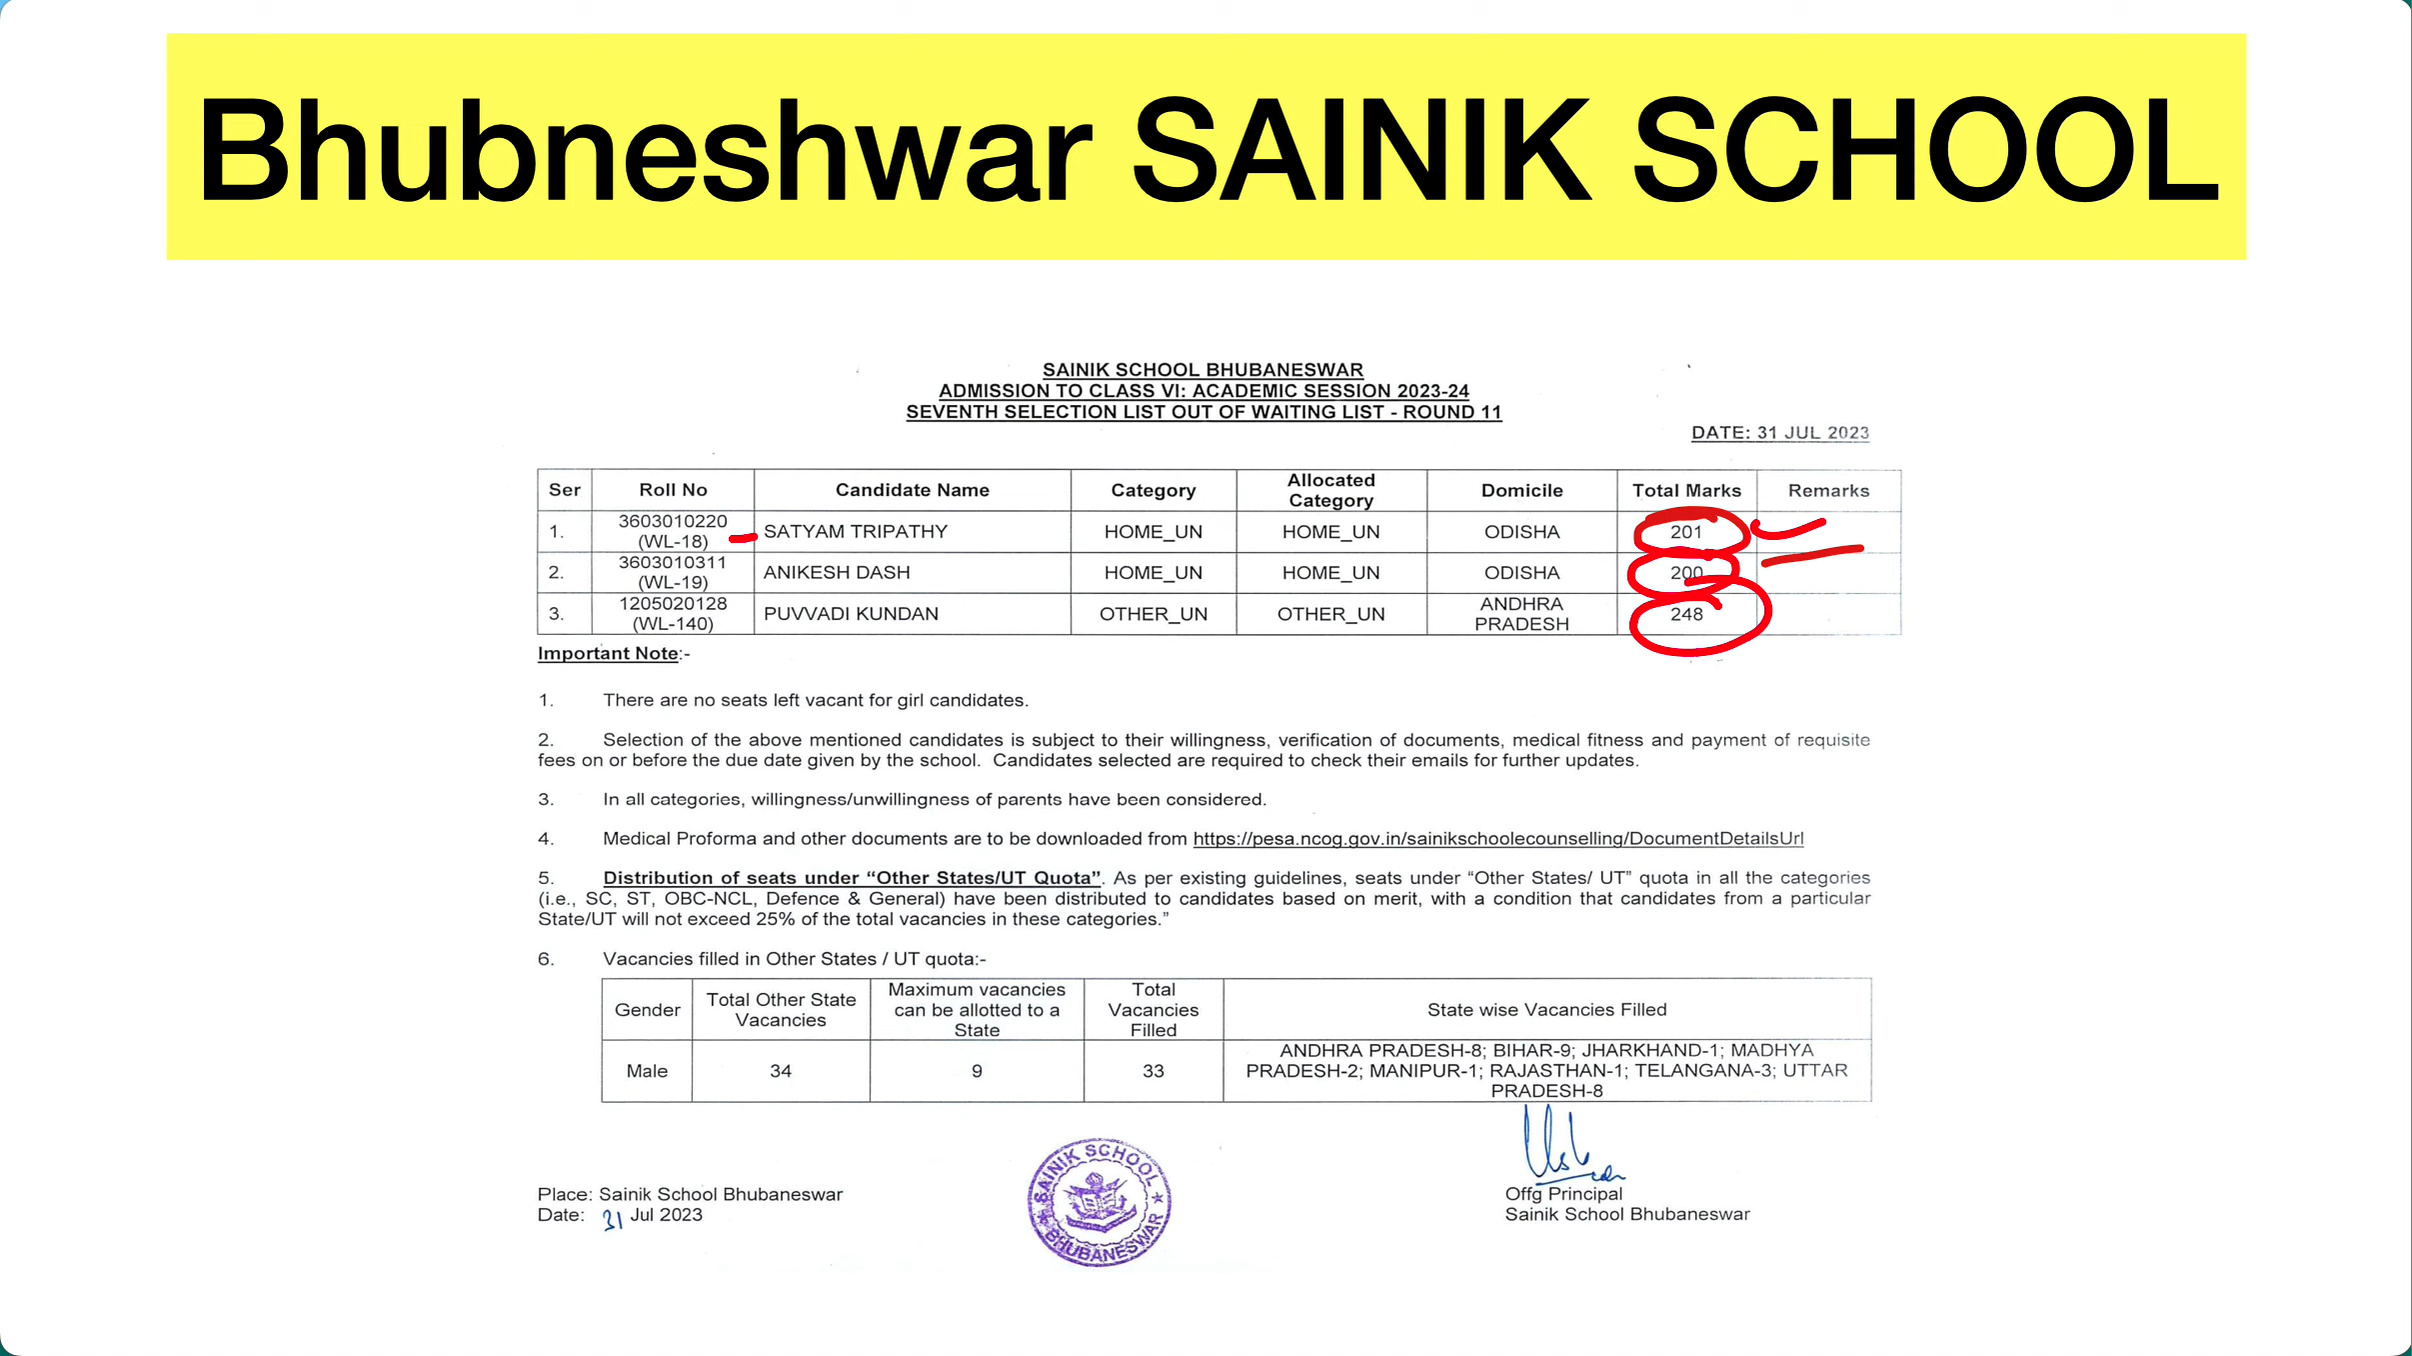 Bhubneshwar SAINIK SCHOOL
SAINIK SCHOOL BHUBANESWAR
ADMISSION TO CLASS VI: ACADEMIC SESSION 2023-24
SEVENTH SELECTION LIST OUT OF WAITING LIST - ROUND 11
DATE: 31 JUL 2023
Ser Roll No Candidate Name Category Allocated Category Domicile Total Marks Remarks
1. 3603010220 (WL-18) SATYAM TRIPATHY HOME_UN HOME_UN ODISHA 201
2. 3603010311 (WL-19) ANIKESH DASH HOME_UN HOME_UN ODISHA 200
3. 1205020128 (WL-140) PUVVADI KUNDAN OTHER_UN OTHER_UN ANDHRA PRADESH 248
Important Note:-
1. There are no seats left vacant for girl candidates.
2. Selection of the above mentioned candidates is subject to their willingness, verification of documents, medical fitness and payment of requisite
fees on or before the due date given by the school. Candidates selected are required to check their emails for further updates.
3. In all categories, willingness/unwillingness of parents have been considered.
4. Medical Proforma and other documents are to be downloaded from https://pesa.ncog.gov.in/sainikschoolecounselling/DocumentDetailsUrl
5. Distribution of seats under “Other States/UT Quota”. As per existing guidelines, seats under “Other States/ UT” quota in all the categories
(i.e., SC, ST, OBC-NCL, Defence & General) have been distributed to candidates based on merit, with a condition that candidates from a particular
State/UT will not exceed 25% of the total vacancies in these categories.”
6. Vacancies filled in Other States / UT quota:-
Gender Total Other State Vacancies Maximum vacancies can be allotted to a State Total Vacancies Filled State wise Vacancies Filled
Male 34 9 33 ANDHRA PRADESH-8; BIHAR-9; JHARKHAND-1; MADHYA
PRADESH-2; MANIPUR-1; RAJASTHAN-1; TELANGANA-3; UTTAR
PRADESH-8
SAINIK SCHOOL
BHUBANESWAR
Place: Sainik School Bhubaneswar
Date: 31 Jul 2023
Offg Principal
Sainik School Bhubaneswar